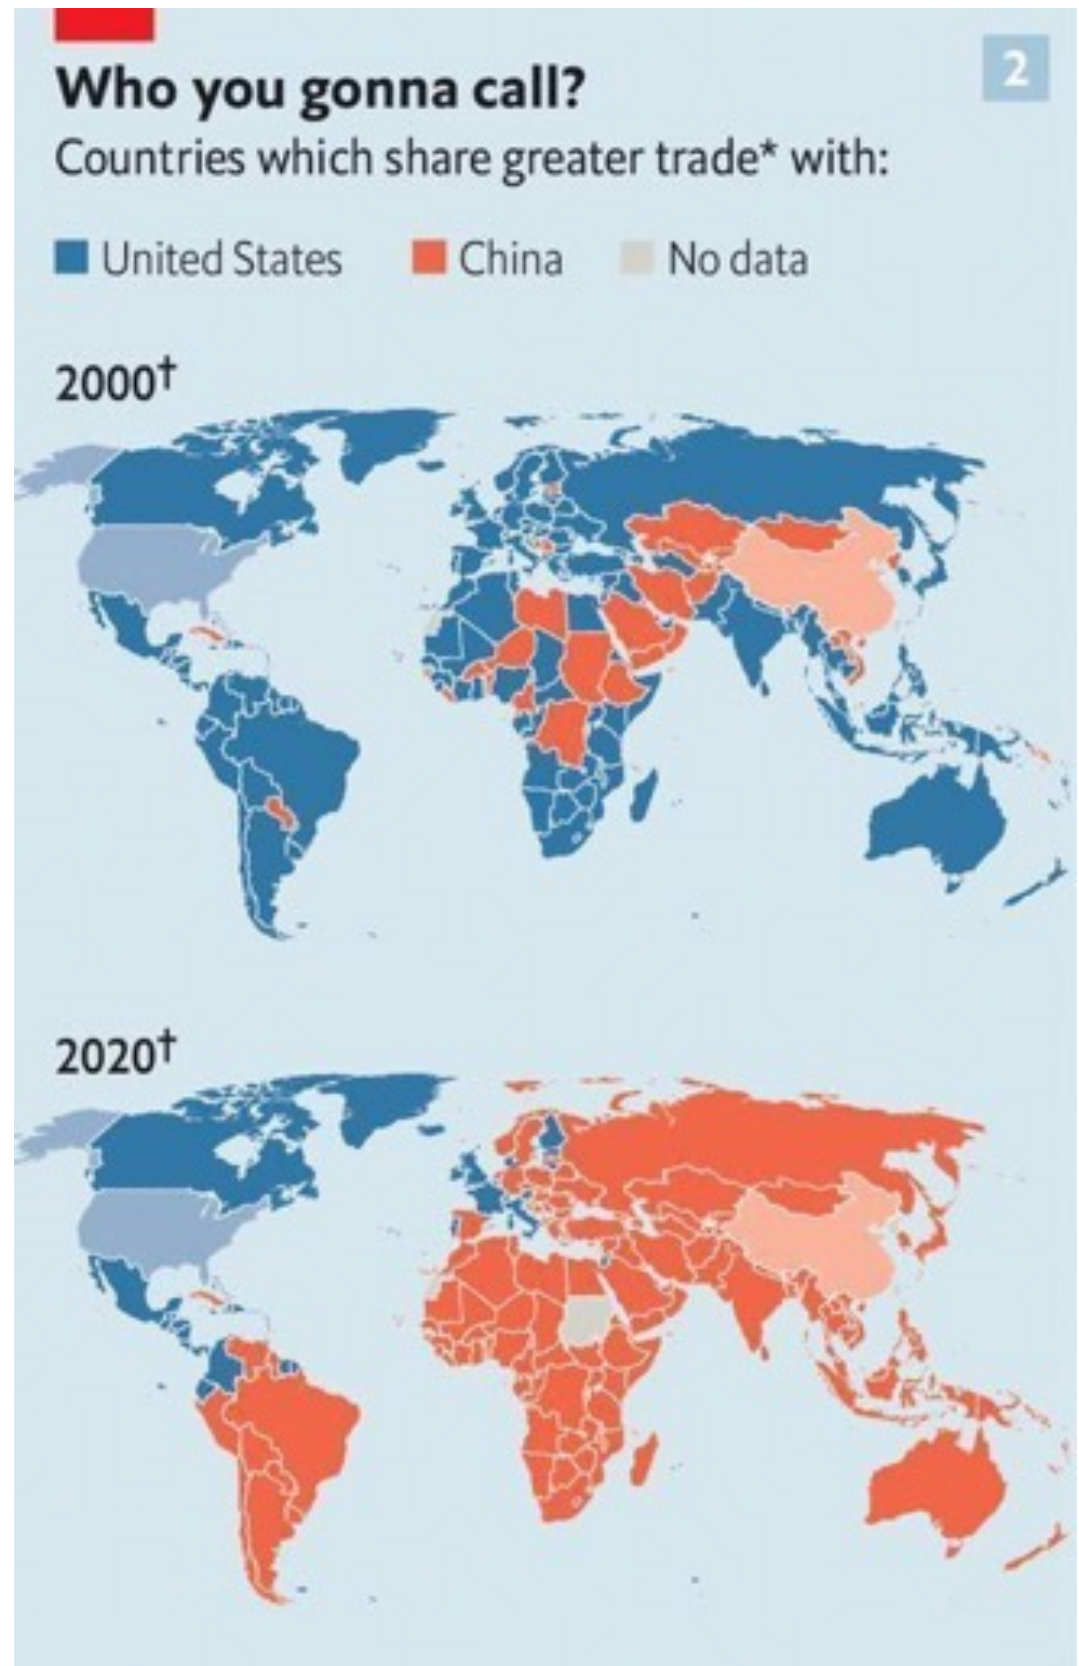 2
Who you gonna call?
Countries which share greater trade* with:
United States China No data
2000†
2020†